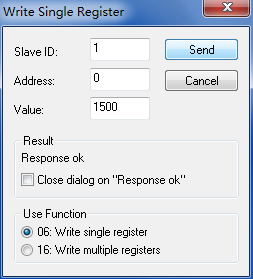 Write Single Register
Slave ID: 1 Send
Address: 0 Cancel
Value: 1500
Result
Response ok
Close dialog on "Response ok"
Use Function
06: Write single register
16: Write multiple registers